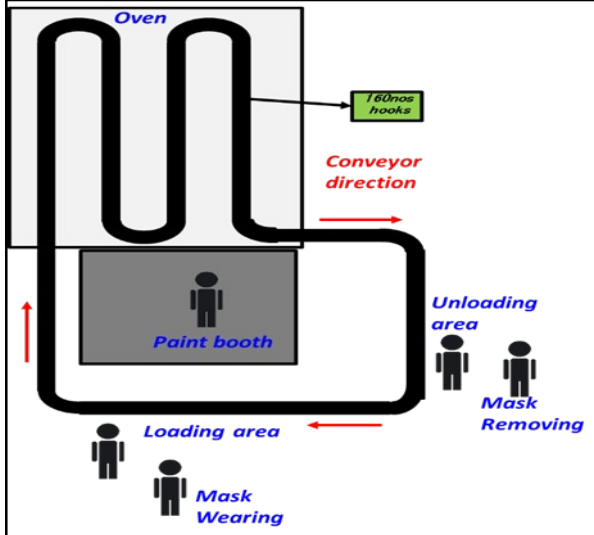 Oven
160nos
hooks
Conveyor
direction
Unloading
area
Paint booth
Mask
Removing
Loading area
Mask
Wearing